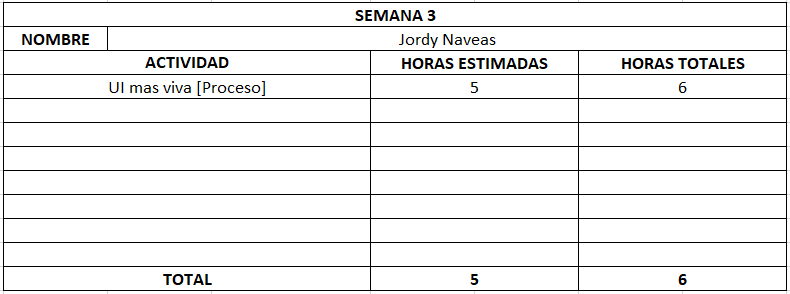 SEMANA 3
NOMBRE Jordy Naveas
ACTIVIDAD HORAS ESTIMADAS HORAS TOTALES
UI mas viva [Proceso] 5 6
TOTAL 5 6